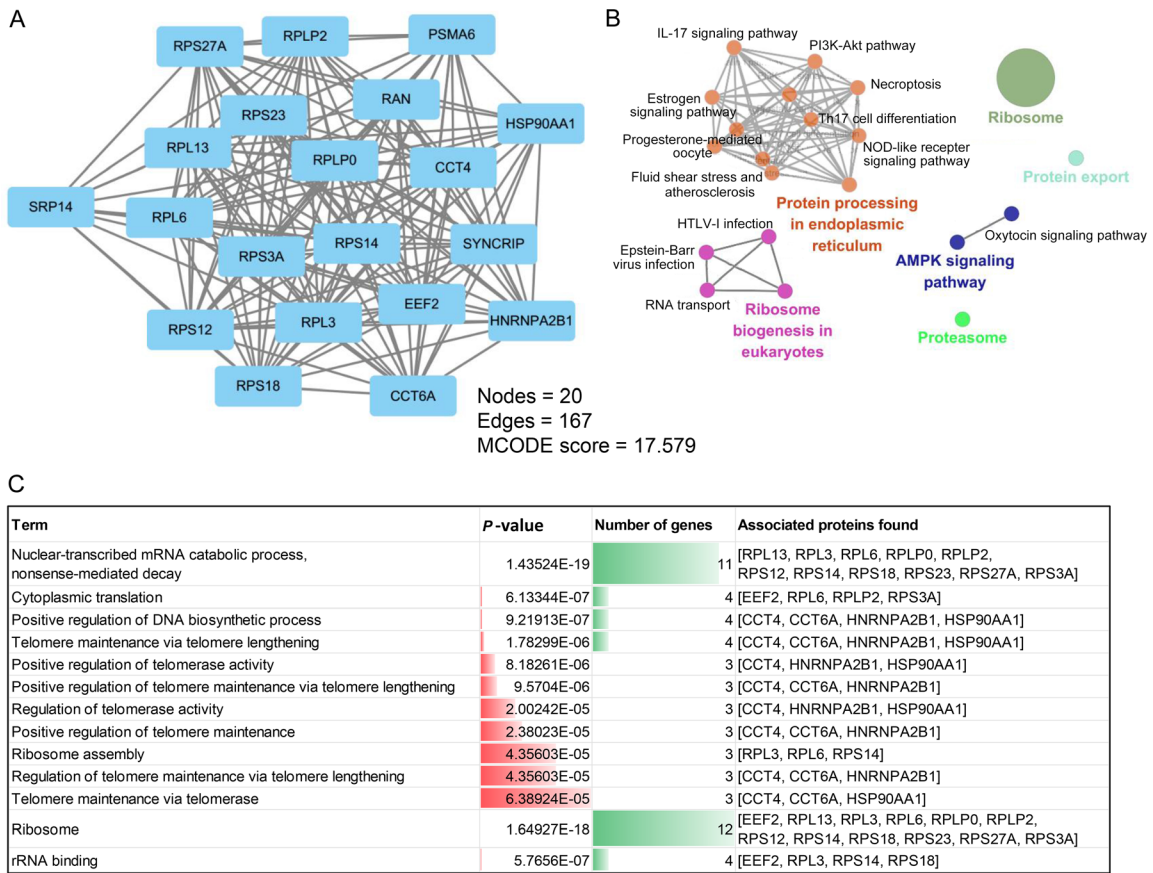 A
RPS27A
RPLP2
PSMA6
RAN
RPS23
HSP90AA1
RPL13
RPLP0
CCT4
SRP14
RPL6
RPS14
SYNCRIP
RPS3A
EEF2
RPS12
RPL3
HNRNPA2B1
RPS18
CCT6A
Nodes = 20
Edges = 167
MCODE score = 17.579
B
IL-17 signaling pathway
PI3K-Akt pathway
Necroptosis
Estrogen
signaling pathway
Th17 cell differentiation
Progesterone-mediated
oocyte
NOD-like recepter
signaling pathway
Fluid shear stress and
atherosclerosis
Protein processing
in endoplasmic
reticulum
Ribosome
Protein export
Oxytocin signaling pathway
AMPK signaling
pathway
HTLV-I infection
Epstein-Barr
virus infection
RNA transport
Ribosome
biogenesis in
eukaryotes
Proteasome
C
Term P-value Number of genes Associated proteins found
Nuclear-transcribed mRNA catabolic process,
nonsense-mediated decay 1.43524E-19 11 [RPL13, RPL3, RPL6, RPLP0, RPLP2,
RPS12, RPS14, RPS18, RPS23, RPS27A, RPS3A]
Cytoplasmic translation 6.13344E-07 4 [EEF2, RPL6, RPLP2, RPS3A]
Positive regulation of DNA biosynthetic process 9.21913E-07 4 [CCT4, CCT6A, HNRNPA2B1, HSP90AA1]
Telomere maintenance via telomere lengthening 1.78299E-06 4 [CCT4, CCT6A, HNRNPA2B1, HSP90AA1]
Positive regulation of telomerase activity 8.18261E-06 3 [CCT4, HNRNPA2B1, HSP90AA1]
Positive regulation of telomere maintenance via telomere lengthening 9.5704E-06 3 [CCT4, CCT6A, HNRNPA2B1]
Regulation of telomerase activity 2.00242E-05 3 [CCT4, HNRNPA2B1, HSP90AA1]
Positive regulation of telomere maintenance 2.38023E-05 3 [CCT4, CCT6A, HNRNPA2B1]
Ribosome assembly 4.35603E-05 3 [RPL3, RPL6, RPS14]
Regulation of telomere maintenance via telomere lengthening 4.35603E-05 3 [CCT4, CCT6A, HNRNPA2B1]
Telomere maintenance via telomerase 6.38924E-05 3 [CCT4, CCT6A, HSP90AA1]
Ribosome 1.64927E-18 12 [EEF2, RPL13, RPL3, RPL6, RPLP0, RPLP2,
RPS12, RPS14, RPS18, RPS23, RPS27A, RPS3A]
rRNA binding 5.7656E-07 4 [EEF2, RPL3, RPS14, RPS18]